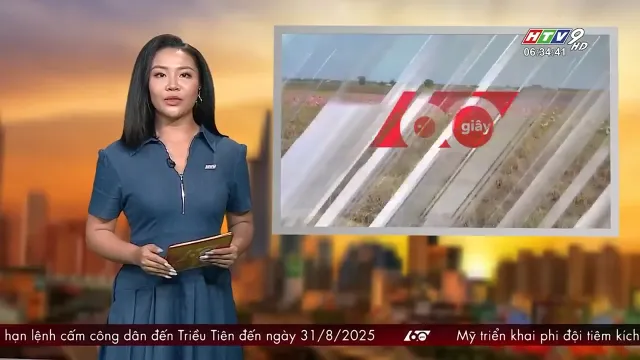 HTV9 HD
06:34:41
60 giây
HTV
hạn lệnh cấm công dân đến Triều Tiên đến ngày 31/8/2025 60 Mỹ triển khai phi đội tiêm kích